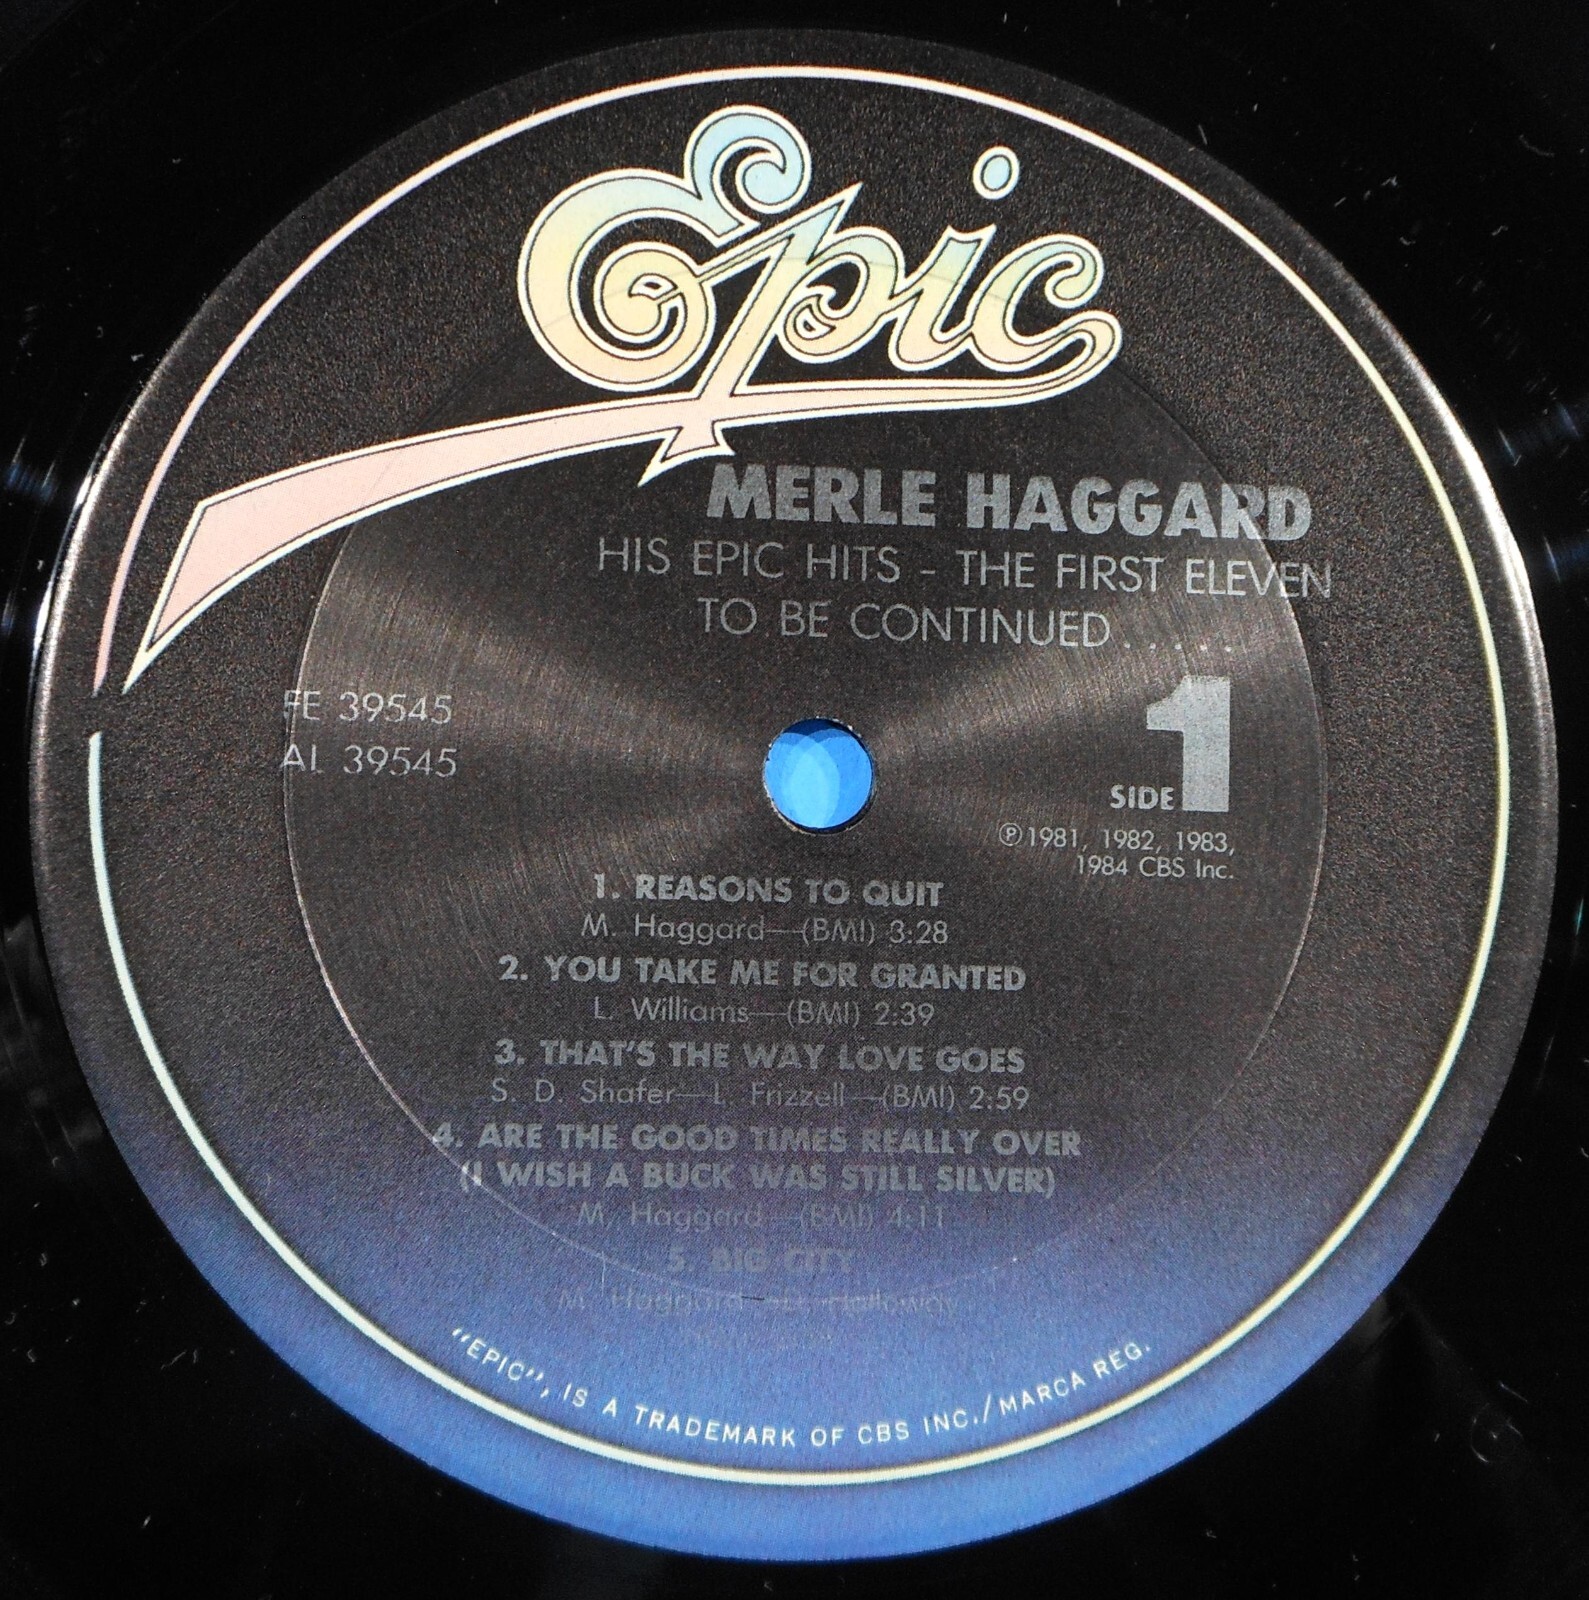 Epic
MERLE HAGGARD
HIS EPIC HITS - THE FIRST ELEVEN
TO BE CONTINUED......
FE 39545
AL 39545
SIDE 1
℗1981, 1982, 1983,
1984 CBS Inc.
1. REASONS TO QUIT
M. Haggard—(BMI) 3:28
2. YOU TAKE ME FOR GRANTED
L. Williams—(BMI) 2:39
3. THAT'S THE WAY LOVE GOES
S. D. Shafer—L. Frizzell—(BMI) 2:59
4. ARE THE GOOD TIMES REALLY OVER
(I WISH A BUCK WAS STILL SILVER)
M. Haggard—(BMI) 4:11
5. BIG CITY
M. Haggard—D. Holloway
"EPIC", IS A TRADEMARK OF CBS INC./MARCA REG.